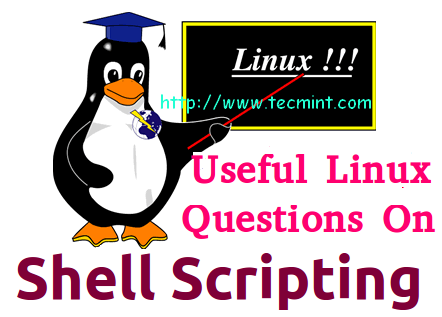 Linux !!!
http://www.tecmint.com
Useful Linux
Questions On
Shell Scripting